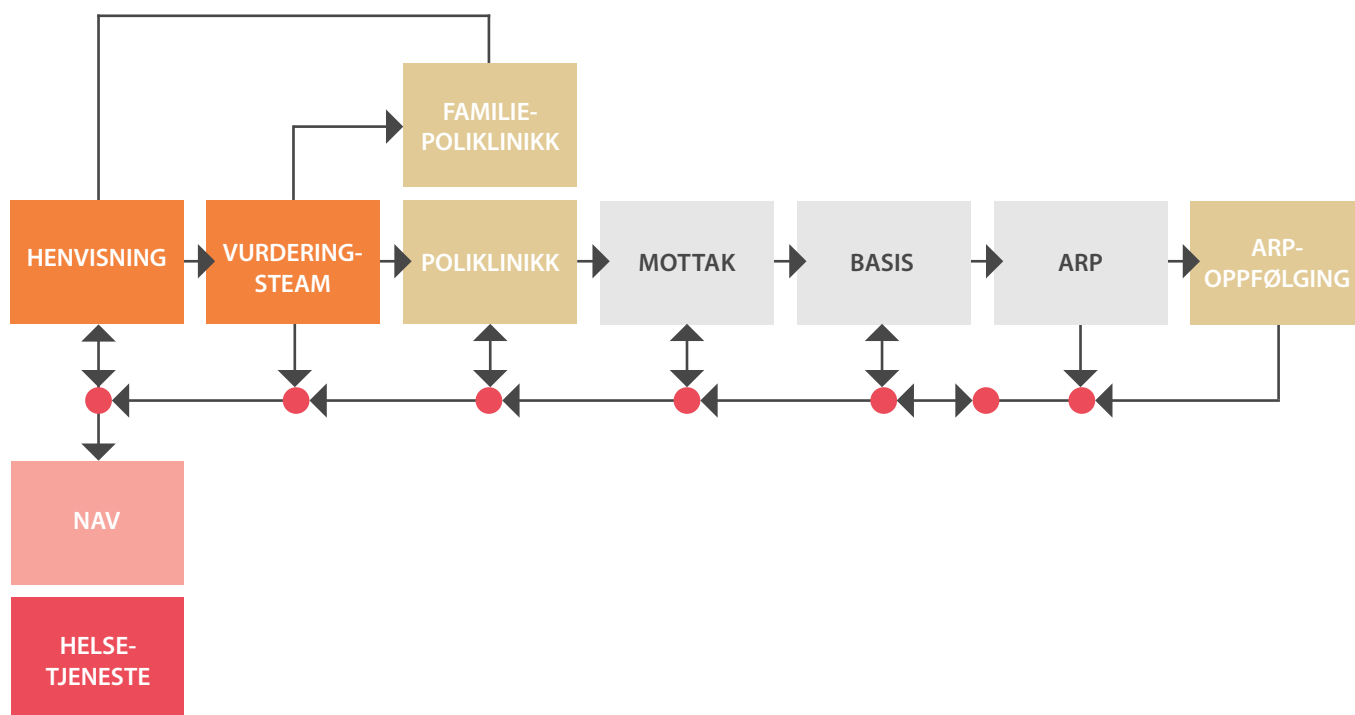 FAMILIE-
POLIKLINIKK
HENVISNING
VURDERING-
STEAM
POLIKLINIKK
MOTTAK
BASIS
ARP
ARP-
OPPFØLGING
NAV
HELSE-
TJENESTE